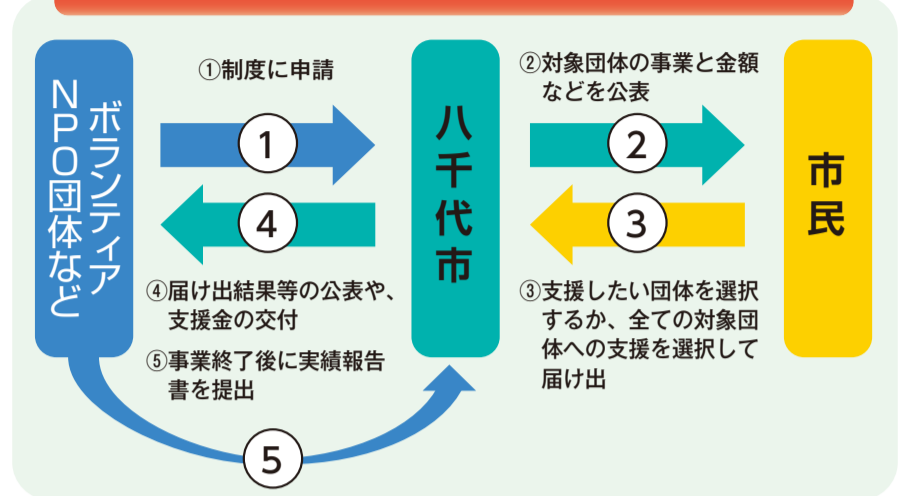 ボランティア
NPO団体など
①制度に申請
1
4
④届け出結果等の公表や、
支援金の交付
⑤事業終了後に実績報告
書を提出
5
八千代市
②対象団体の事業と金額
などを公表
2
3
③支援したい団体を選択
するか、全ての対象団
体への支援を選択して
届け出
市民